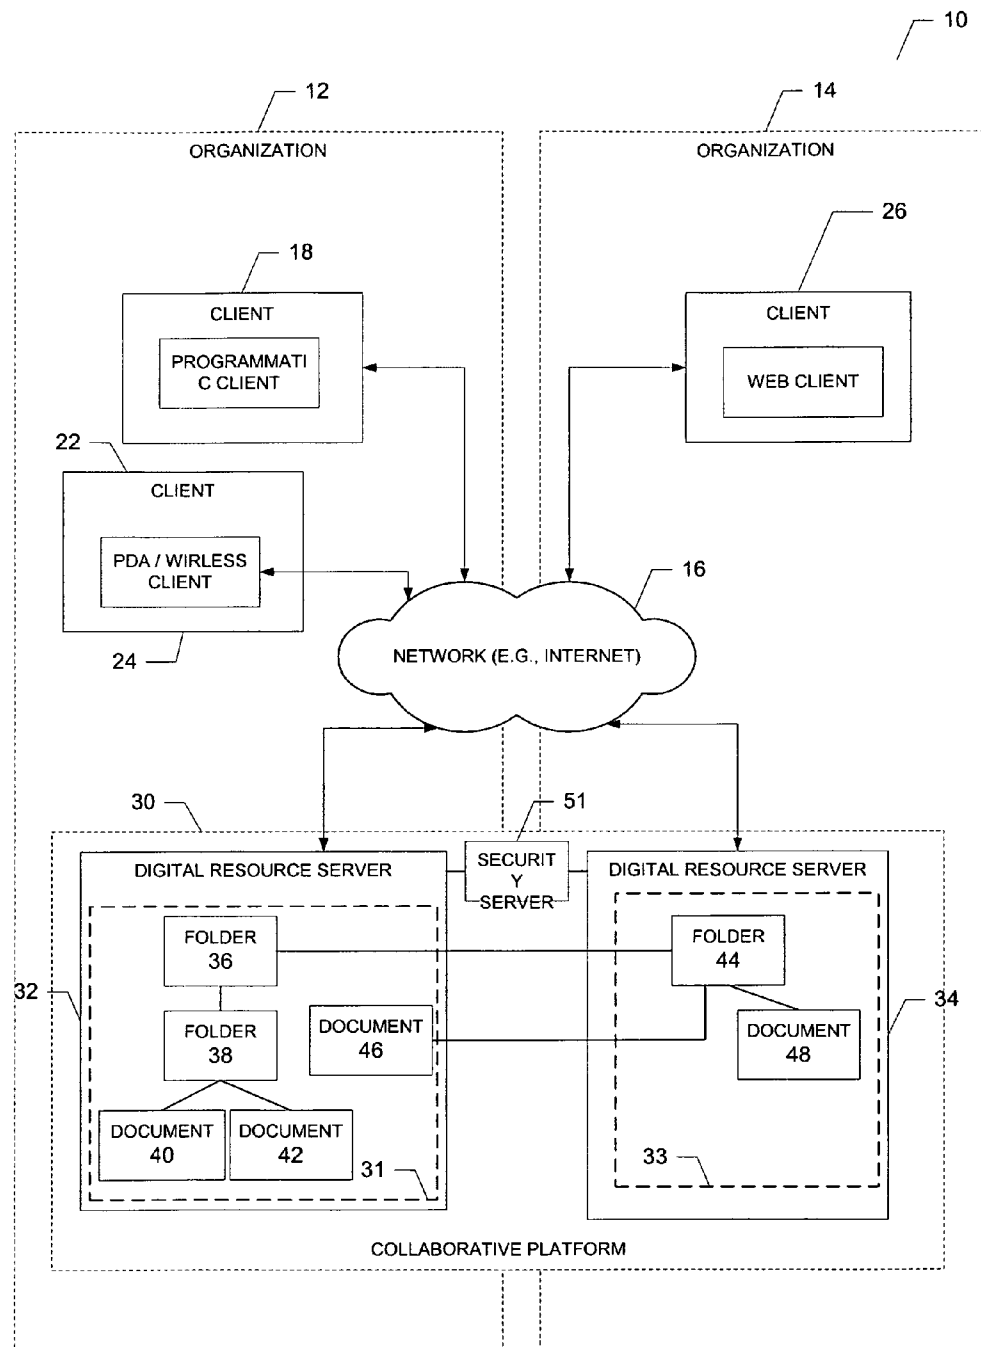 10
12
14
ORGANIZATION
ORGANIZATION
18
26
CLIENT
PROGRAMMATI
C CLIENT
CLIENT
WEB CLIENT
22
CLIENT
PDA / WIRLESS
CLIENT
24
16
NETWORK (E.G., INTERNET)
30
51
DIGITAL RESOURCE SERVER
SECURIT
Y
SERVER
DIGITAL RESOURCE SERVER
FOLDER
36
FOLDER
44
32
34
FOLDER
38
DOCUMENT
46
DOCUMENT
48
DOCUMENT
40
DOCUMENT
42
31
33
COLLABORATIVE PLATFORM